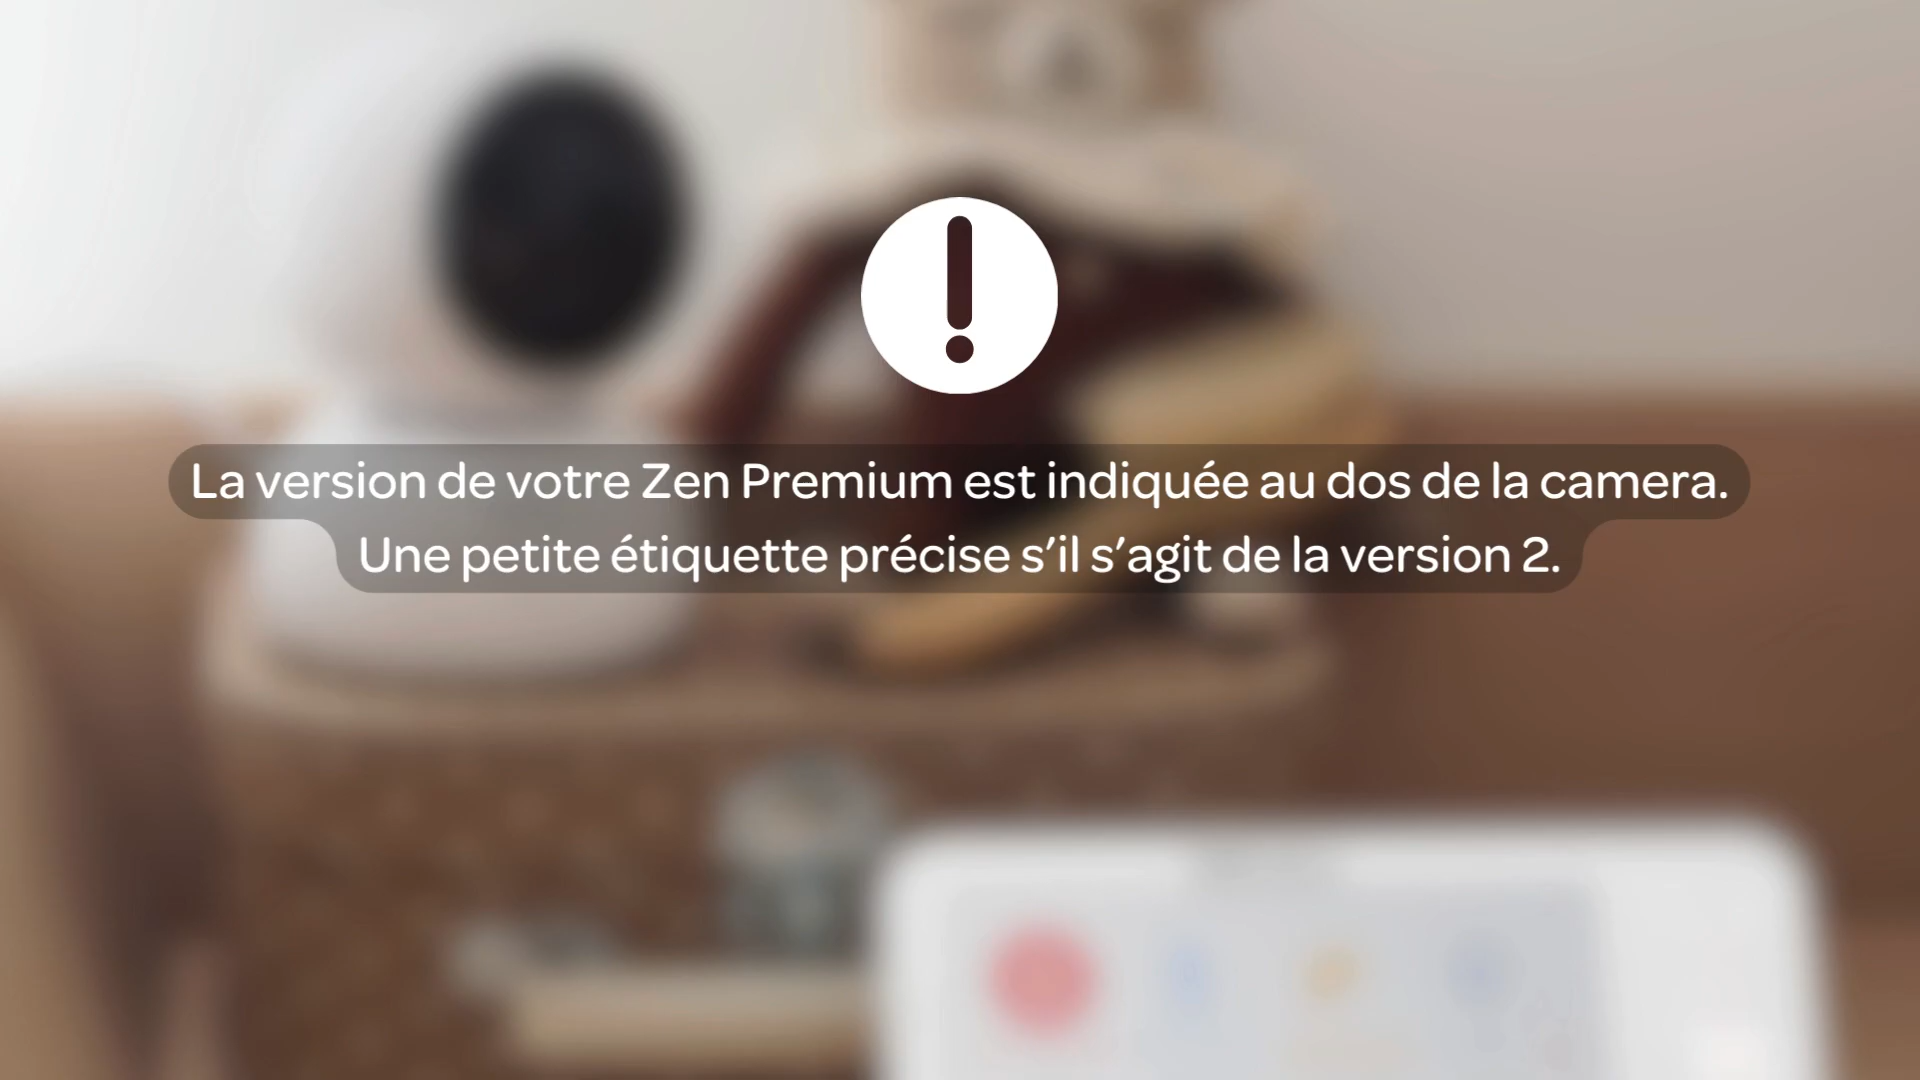 La version de votre Zen Premium est indiquée au dos de la camera.
Une petite étiquette précise s’il s’agit de la version 2.